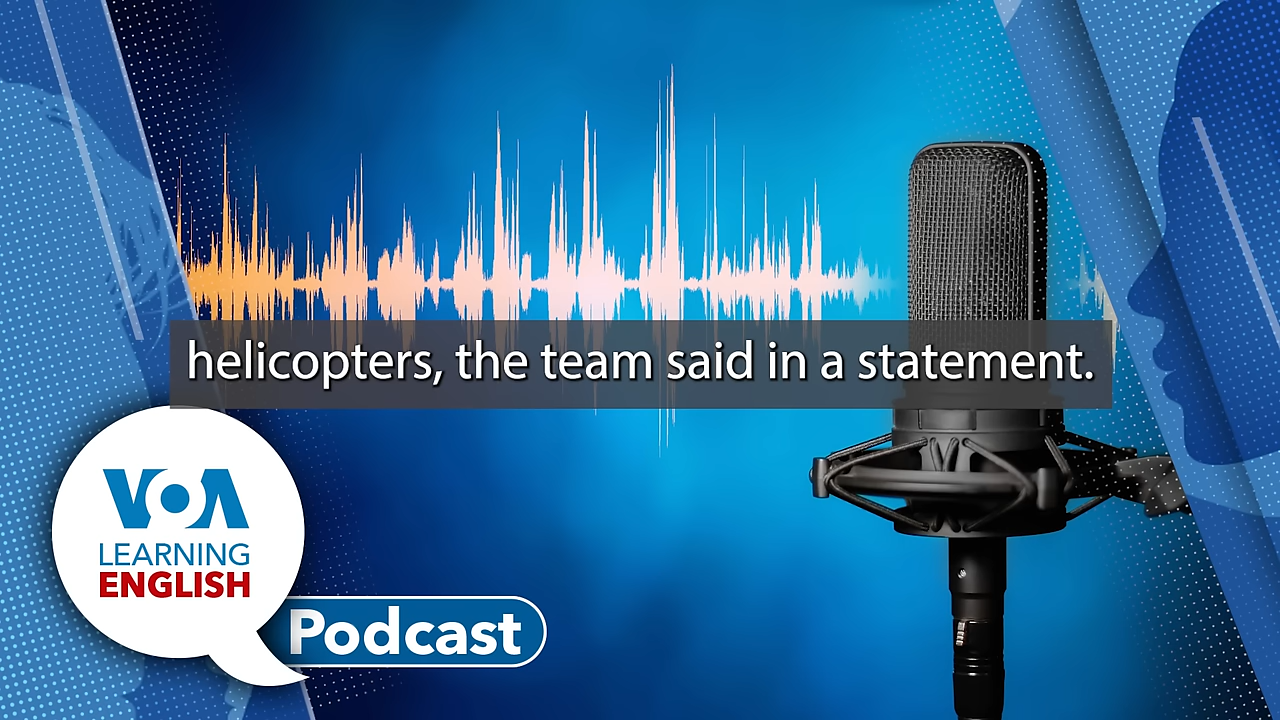 helicopters, the team said in a statement.
VOA
LEARNING
ENGLISH
Podcast